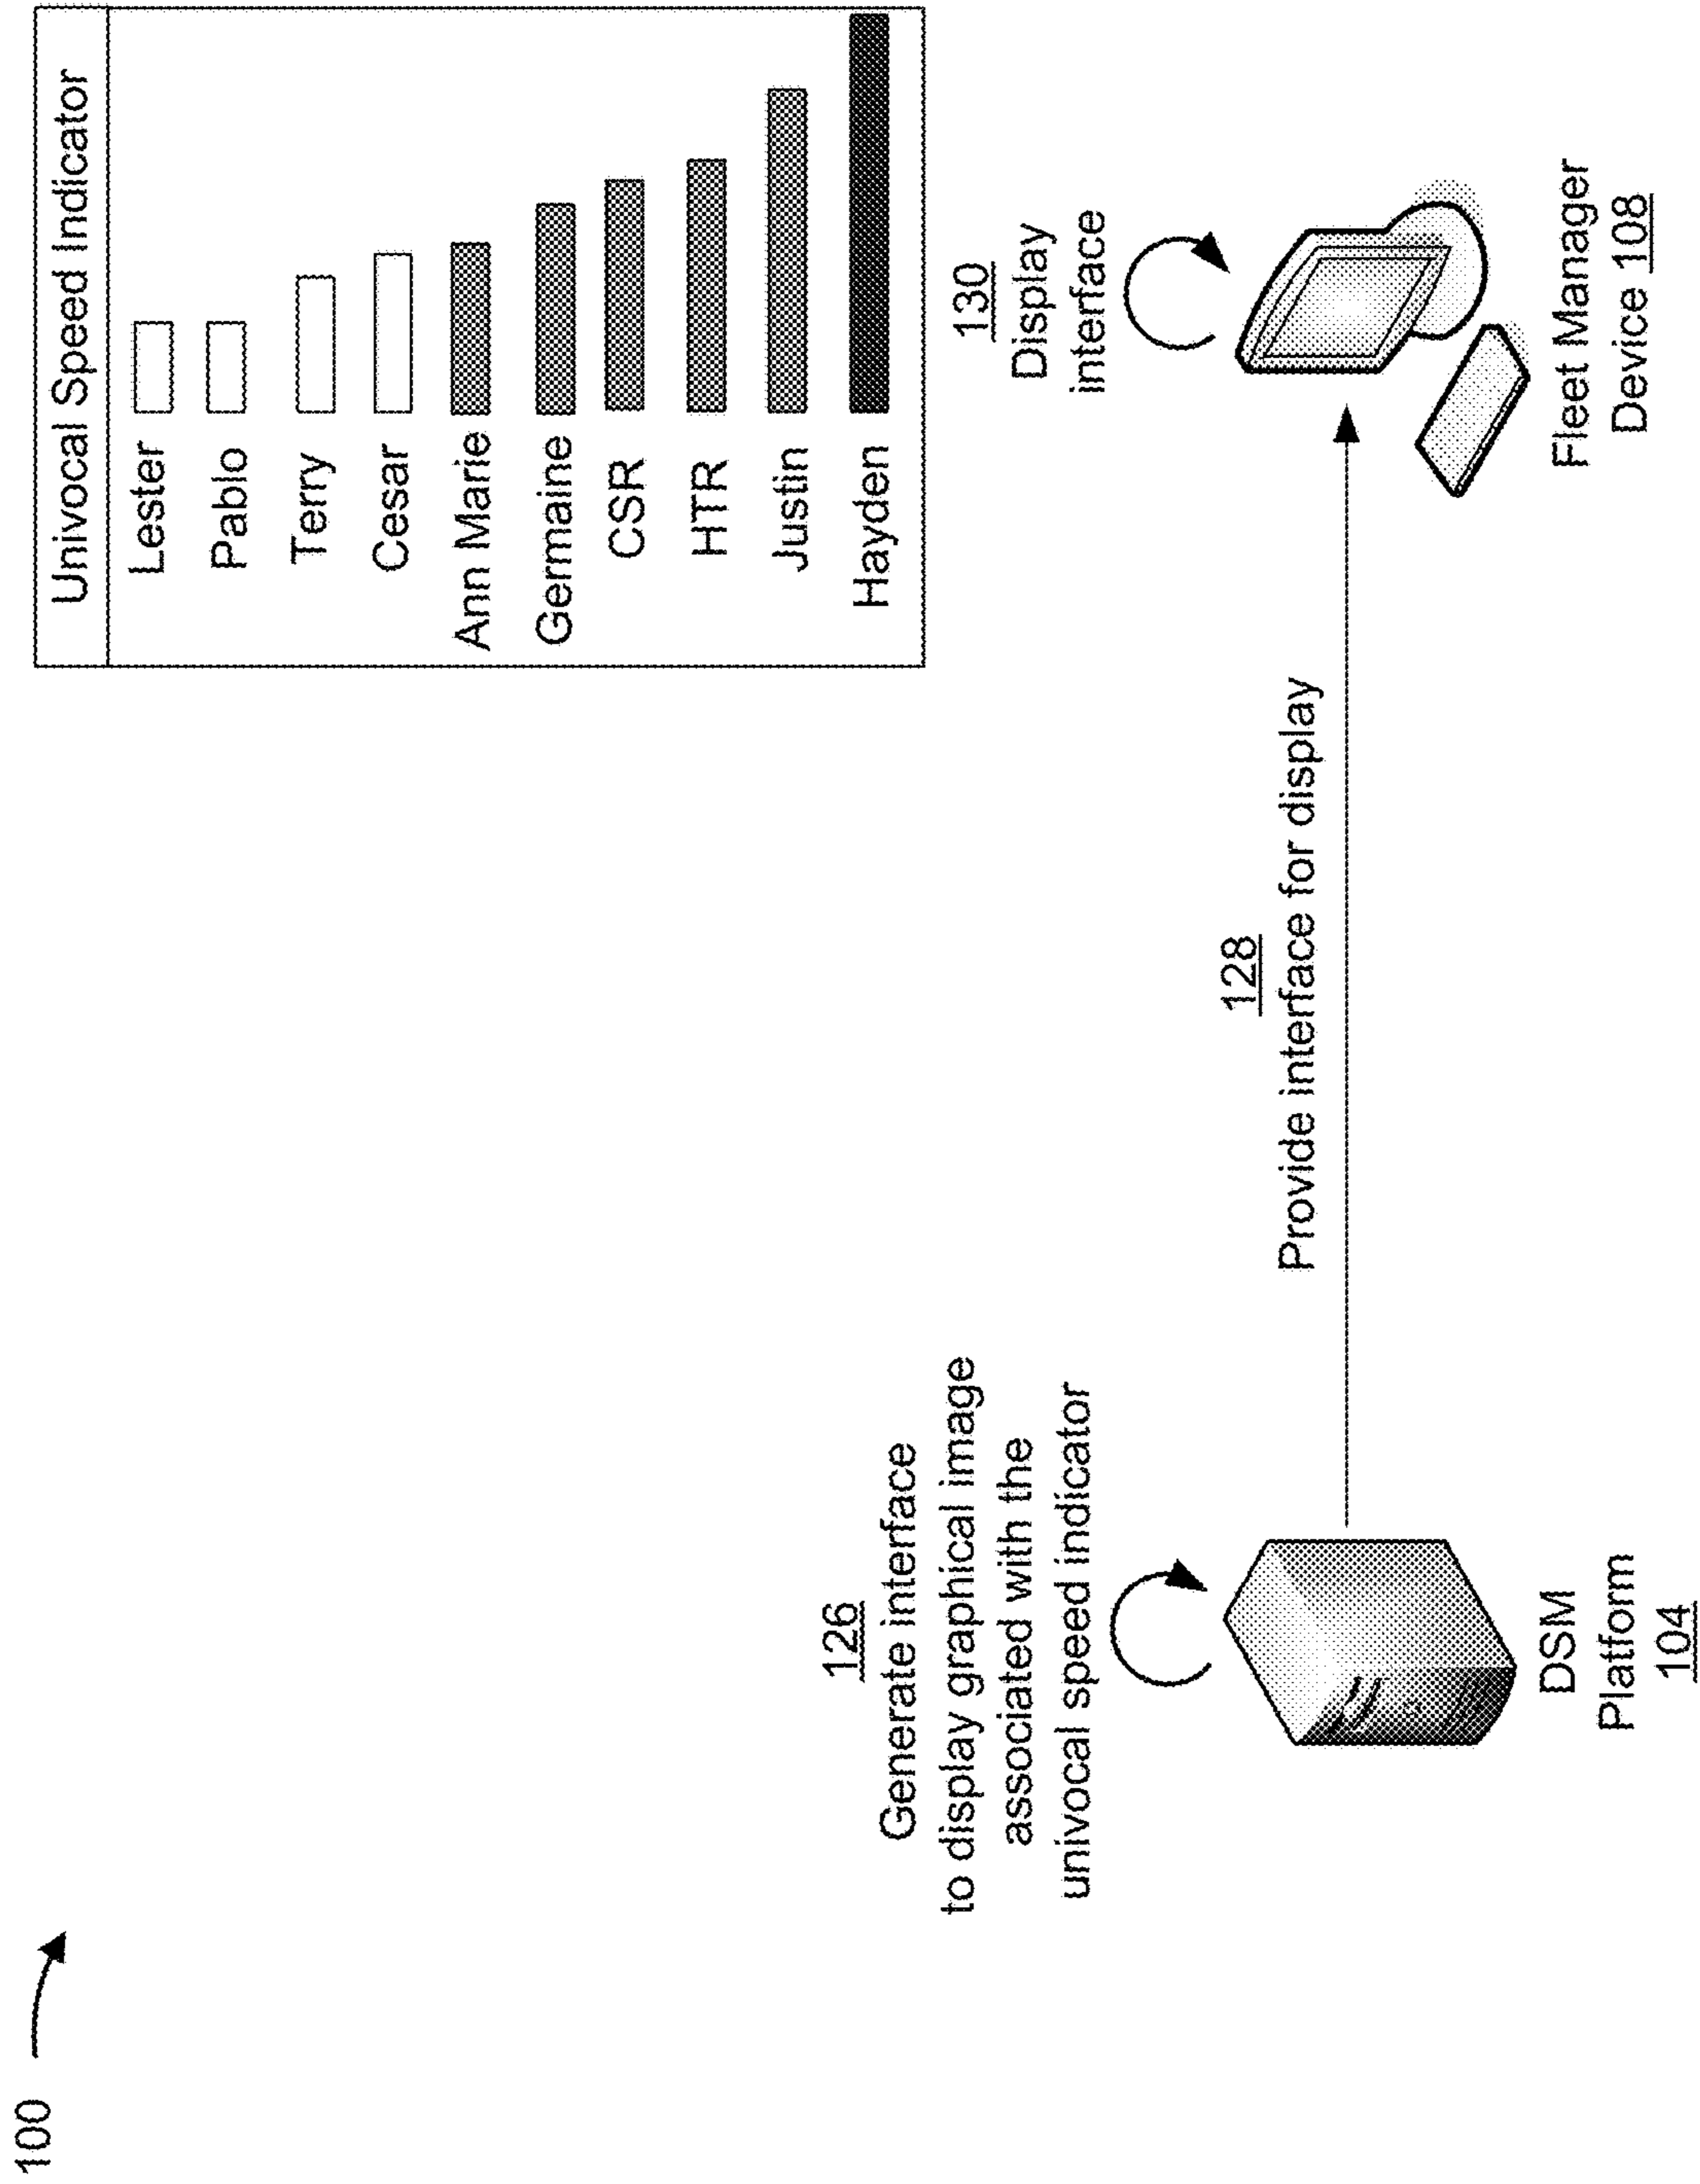 100
Univocal Speed Indicator
Lester
Pablo
Terry
Cesar
Ann Marie
Germaine
CSR
HTR
Justin
Hayden
126
Generate interface
to display graphical image
associated with the
univocal speed indicator
128
Provide interface for display
130
Display
interface
DSM
Platform
104
Fleet Manager
Device 108